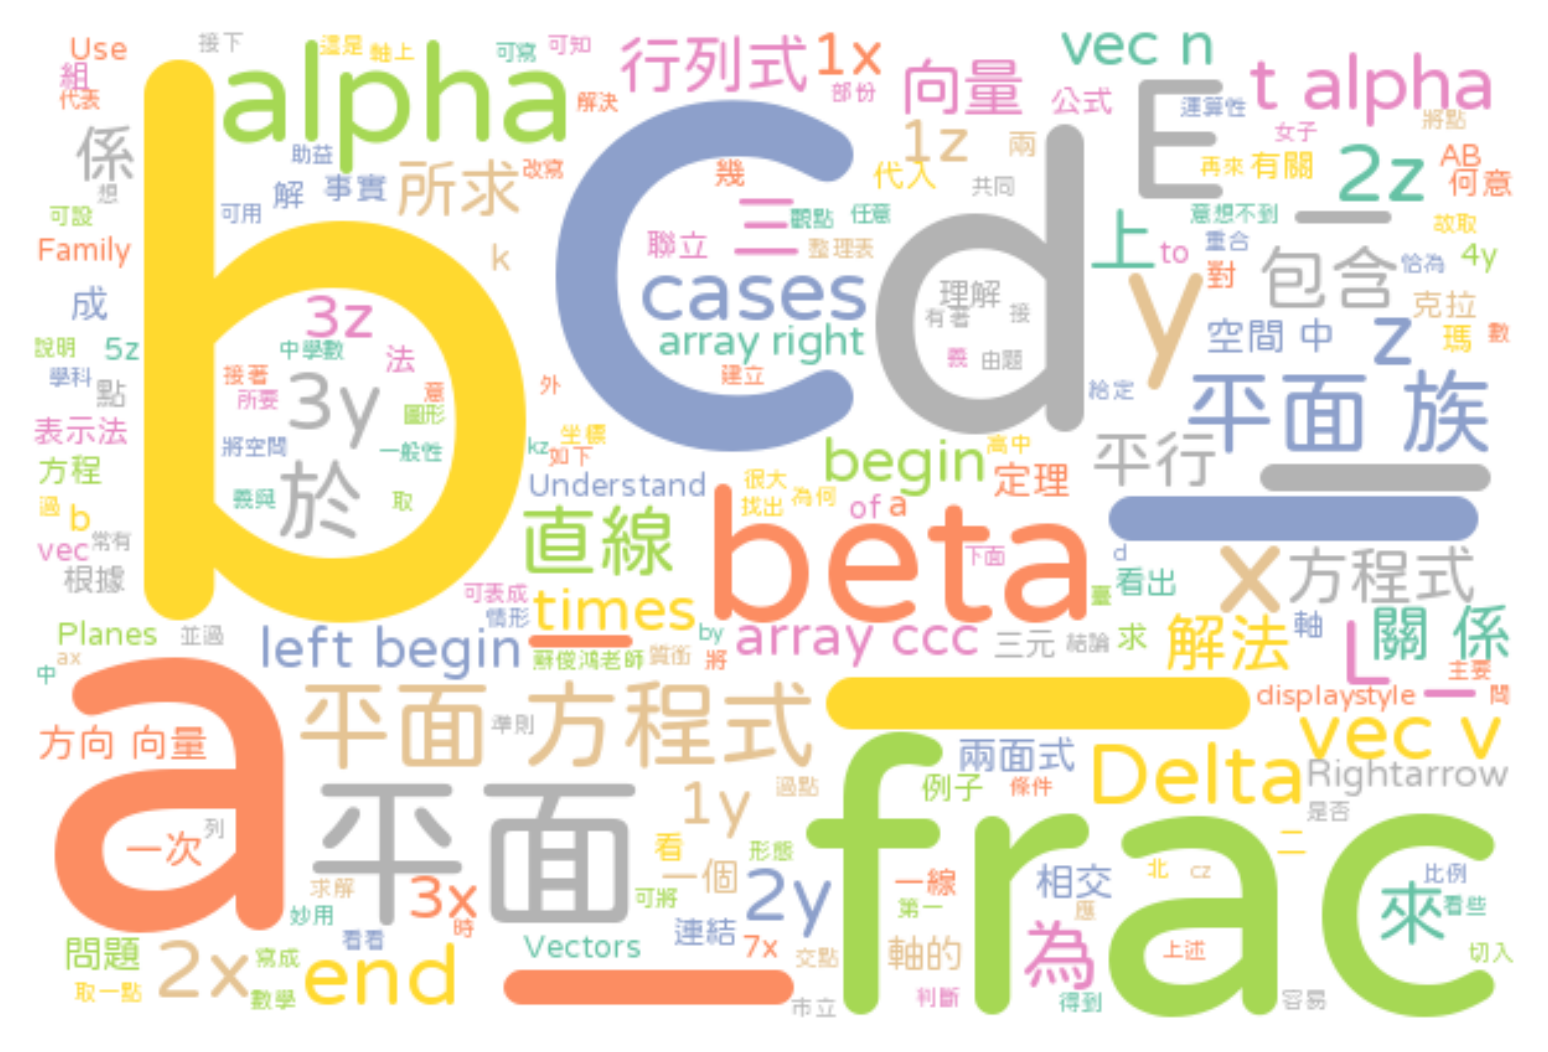 Use
接下
這是
軸上
可寫
可知
行列式
1x
vec n
組
代表
alpha
解決
部份
向量
公式
E
運算性
t alpha
係
想
助益
解
事實
所求
改寫
C
幾
三
1z
兩
代入
共同
d
女子
再來
有關
2z
將點
AB
何意
可設
可用
b
k
聯立
觀點
任意
整理表
上
to
意想不到
重合
對
一
故取
Family
成
3z
cases
理解
有著
接
y
包含
恰為
4y
克拉
說明
5z
中學數
法
array right
義
由題
空間 中
z
瑪
數
學科
點
接著
所要
3y
意
圖形
外
建立
給定
平面 族
表示法
將空間
一般性
kz
坐標
如下
begin
高中
平行
方程
義與
於
取
Understand
很大
找出
為何
of
a
定理
過
b
vec
常有
根據
直線
beta
下面
d
看出
x
方程式
可表成
情形
times
臺
Planes
並過
left begin
蘇俊鴻老師
質銜
by
將
array ccc
三元
結論
求
解法
軸
L
關 係
主要
ax
中
a
平面 方程式
準則
displaystyle
問
方向 向量
兩面式
Delta
vec v
Rightarrow
平面
1y
過點
frac
例子
條件
是否
一次
列
看
形態
二
求解
妙用
3x
時
一個
可將
2y
一線
第一
相交
應
北
cz
比例
來
看些
看看
連結
問題
2x
寫成
end
Vectors
7x
交點
軸的
為
上述
切入
取一點
數學
市立
判斷
得到
容易